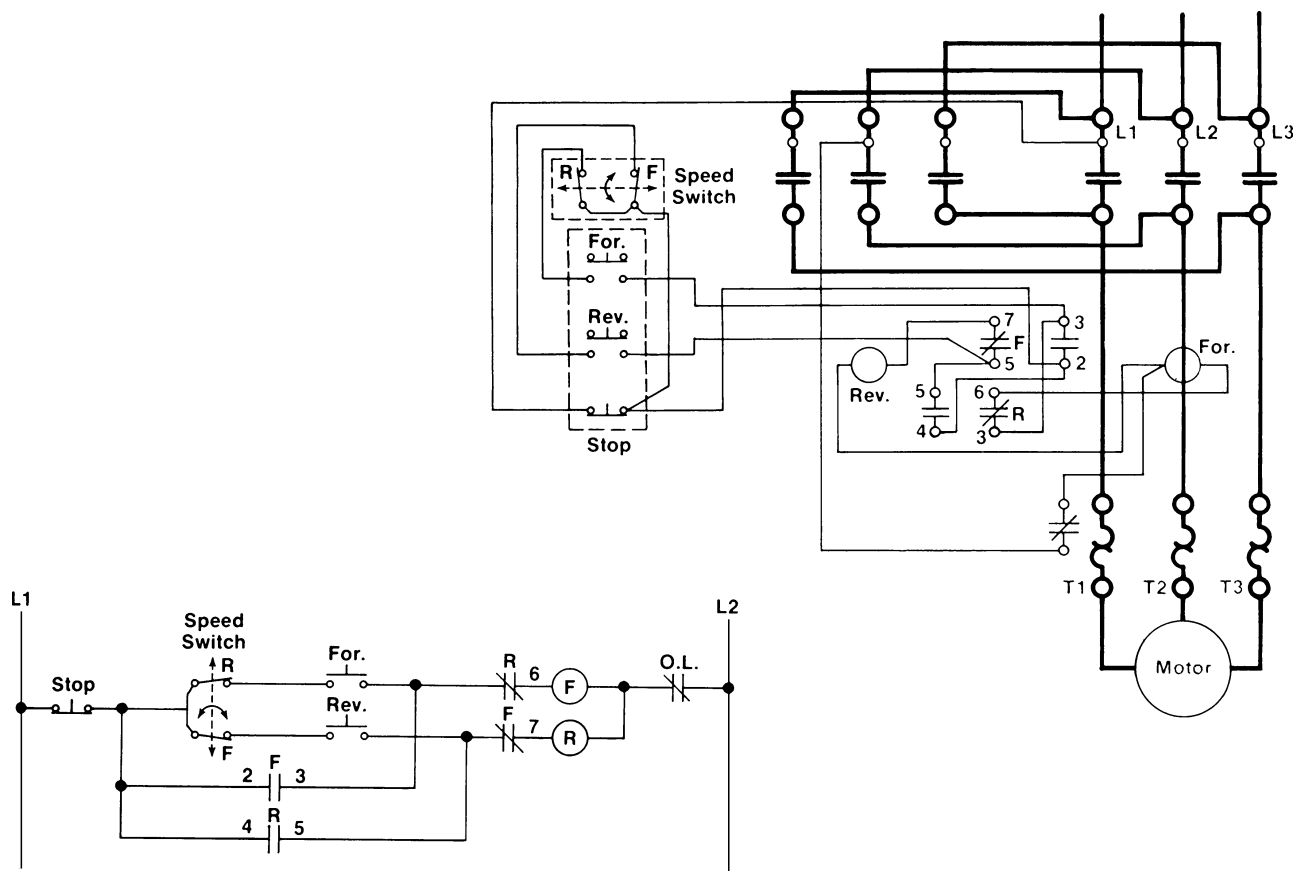 L1
L2
L3
R
F
Speed
Switch
For.
Rev.
Stop
7
3
F
5
2
For.
Rev.
5
6
R
4
3
T1
T2
T3
Motor
L1
L2
Speed
Switch
R
For.
R
6
F
O.L.
Stop
Rev.
F
7
R
F
F
2
3
R
4
5